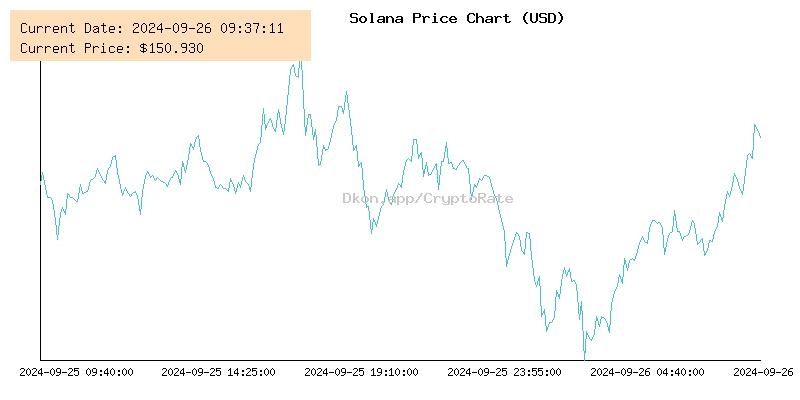 Solana Price Chart (USD)
Current Date: 2024-09-26 09:37:11
Current Price: $150.930
Dkon.app/CryptoRate
2024-09-25 09:40:00
2024-09-25 14:25:00
2024-09-25 19:10:00
2024-09-25 23:55:00
2024-09-26 04:40:00
2024-09-26